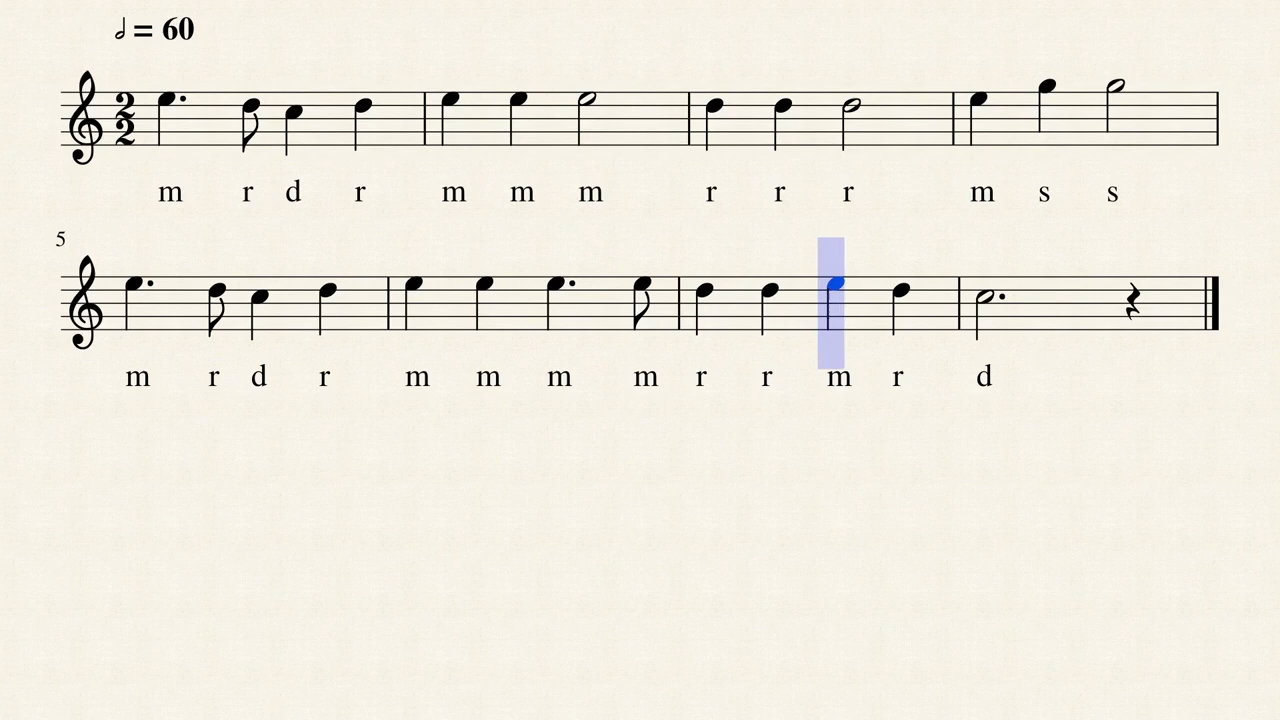 𝅗𝅥 = 60
2
2
m r d r m m m r r r m s s
5
m r d r m m m m r r m r d